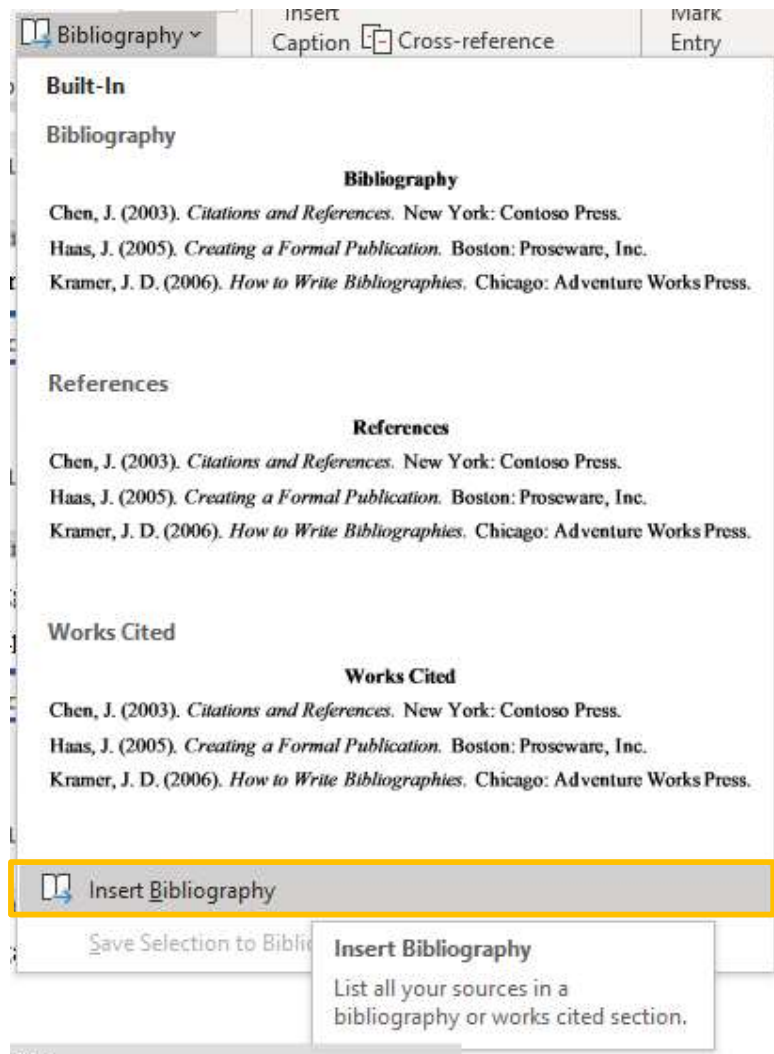 Insert
Mark
Bibliography
Caption
Cross-reference
Entry
Built-In
Bibliography
Bibliography
Chen, J. (2003). Citations and References. New York: Contoso Press.
Haas, J. (2005). Creating a Formal Publication. Boston: Proseware, Inc.
Kramer, J. D. (2006). How to Write Bibliographies. Chicago: Adventure Works Press.
References
References
Chen, J. (2003). Citations and References. New York: Contoso Press.
Haas, J. (2005). Creating a Formal Publication. Boston: Proseware, Inc.
Kramer, J. D. (2006). How to Write Bibliographies. Chicago: Adventure Works Press.
Works Cited
Works Cited
Chen, J. (2003). Citations and References. New York: Contoso Press.
Haas, J. (2005). Creating a Formal Publication. Boston: Proseware, Inc.
Kramer, J. D. (2006). How to Write Bibliographies. Chicago: Adventure Works Press.
Insert Bibliography
Save Selection to
Insert Bibliography
List all your sources in a
bibliography or works cited section.